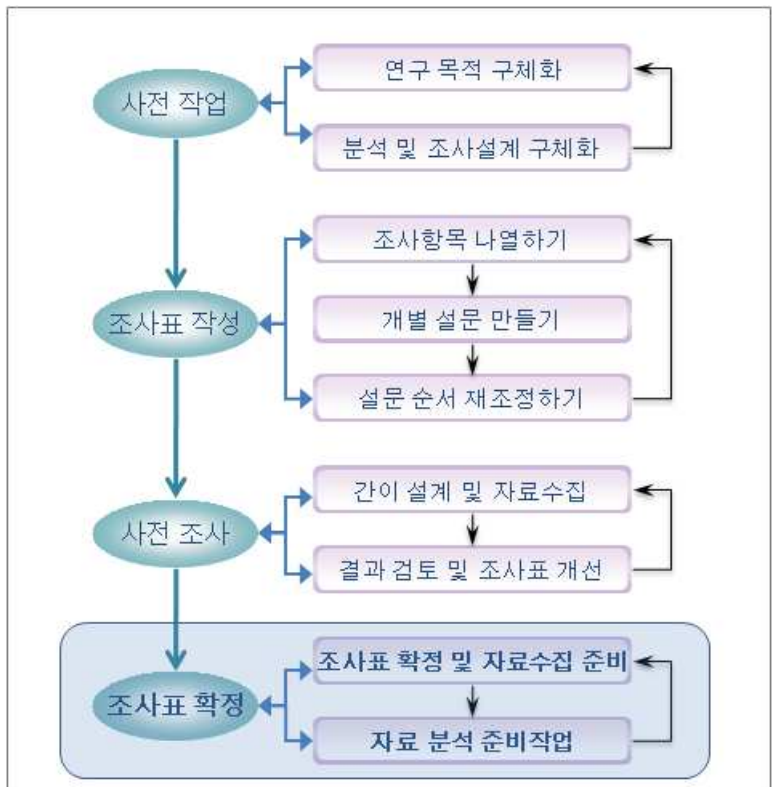 사전 작업
연구 목적 구체화
분석 및 조사설계 구체화
조사표 작성
조사항목 나열하기
개별 설문 만들기
설문 순서 재조정하기
사전 조사
간이 설계 및 자료수집
결과 검토 및 조사표 개선
조사표 확정
조사표 확정 및 자료수집 준비
자료 분석 준비작업